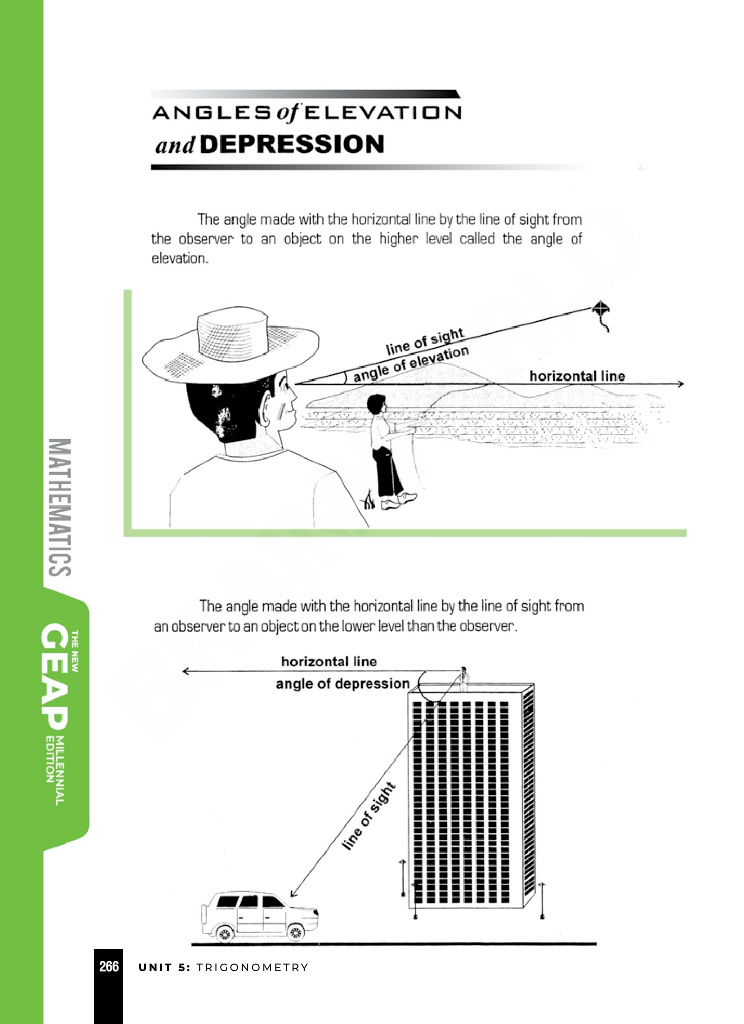 ANGLES of ELEVATION
and DEPRESSION
The angle made with the horizontal line by the line of sight from
the observer to an object on the higher level called the angle of
elevation.
line of sight
angle of elevation
horizontal line
The angle made with the horizontal line by the line of sight from
an observer to an object on the lower level than the observer.
horizontal line
angle of depression
line of sight
MATHEMATICS
THE NEW
GEAP
MILLENNIAL
EDITION
266 UNIT 5: TRIGONOMETRY